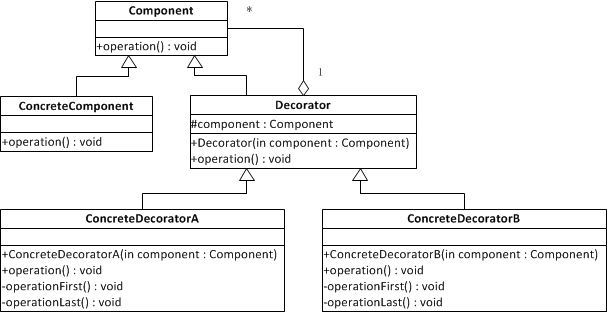 Component
*
+operation() : void
1
ConcreteComponent
+operation() : void
Decorator
#component : Component
+Decorator(in component : Component)
+operation() : void
ConcreteDecoratorA
+ConcreteDecoratorA(in component : Component)
+operation() : void
-operationFirst() : void
-operationLast() : void
ConcreteDecoratorB
+ConcreteDecoratorB(in component : Component)
+operation() : void
-operationFirst() : void
-operationLast() : void